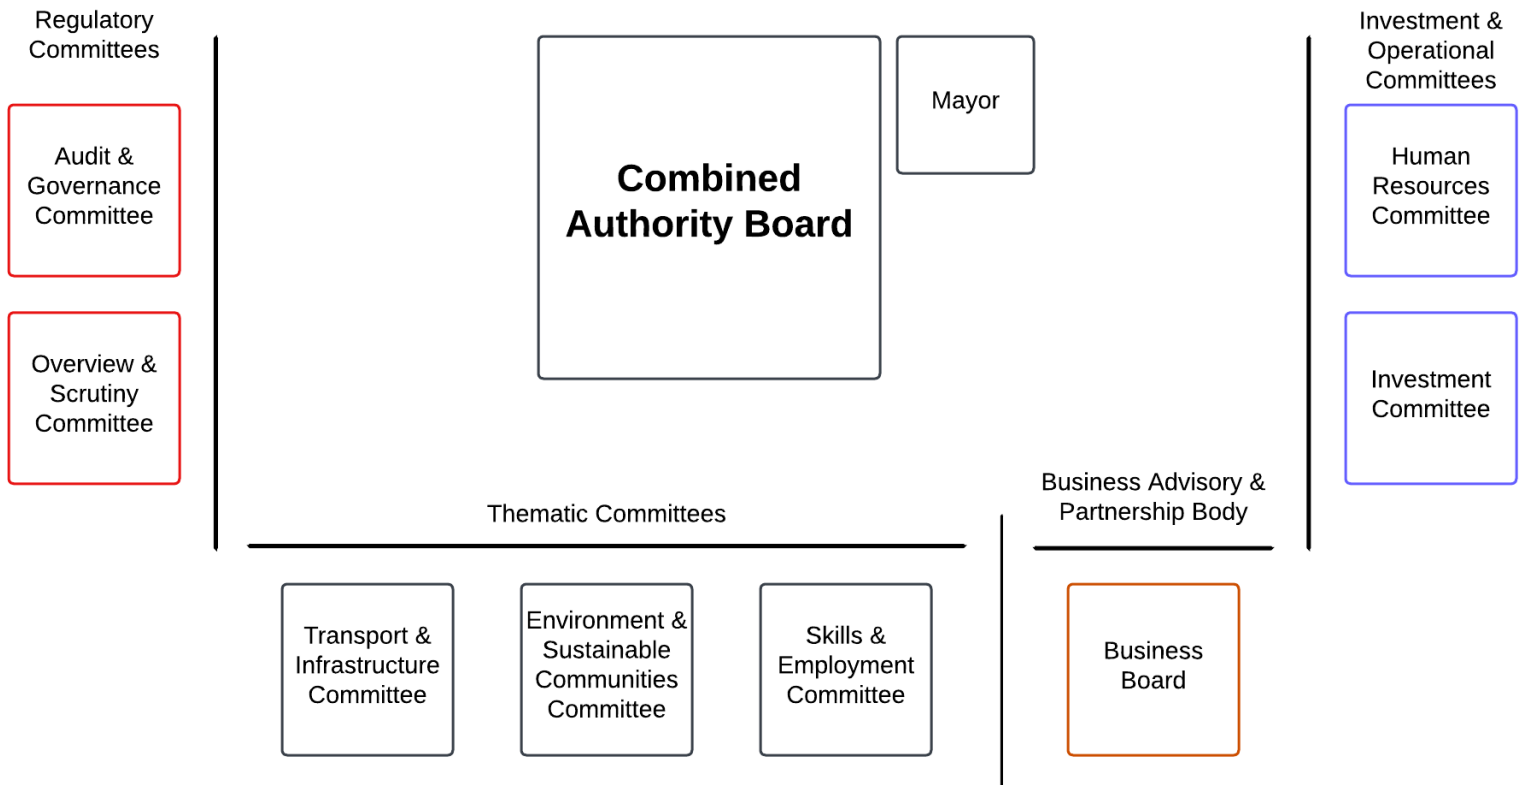 Regulatory
Committees
Audit &
Governance
Committee
Overview &
Scrutiny
Committee
Combined
Authority Board
Mayor
Investment &
Operational
Committees
Human
Resources
Committee
Investment
Committee
Thematic Committees
Transport &
Infrastructure
Committee
Environment &
Sustainable
Communities
Committee
Skills &
Employment
Committee
Business Advisory &
Partnership Body
Business
Board